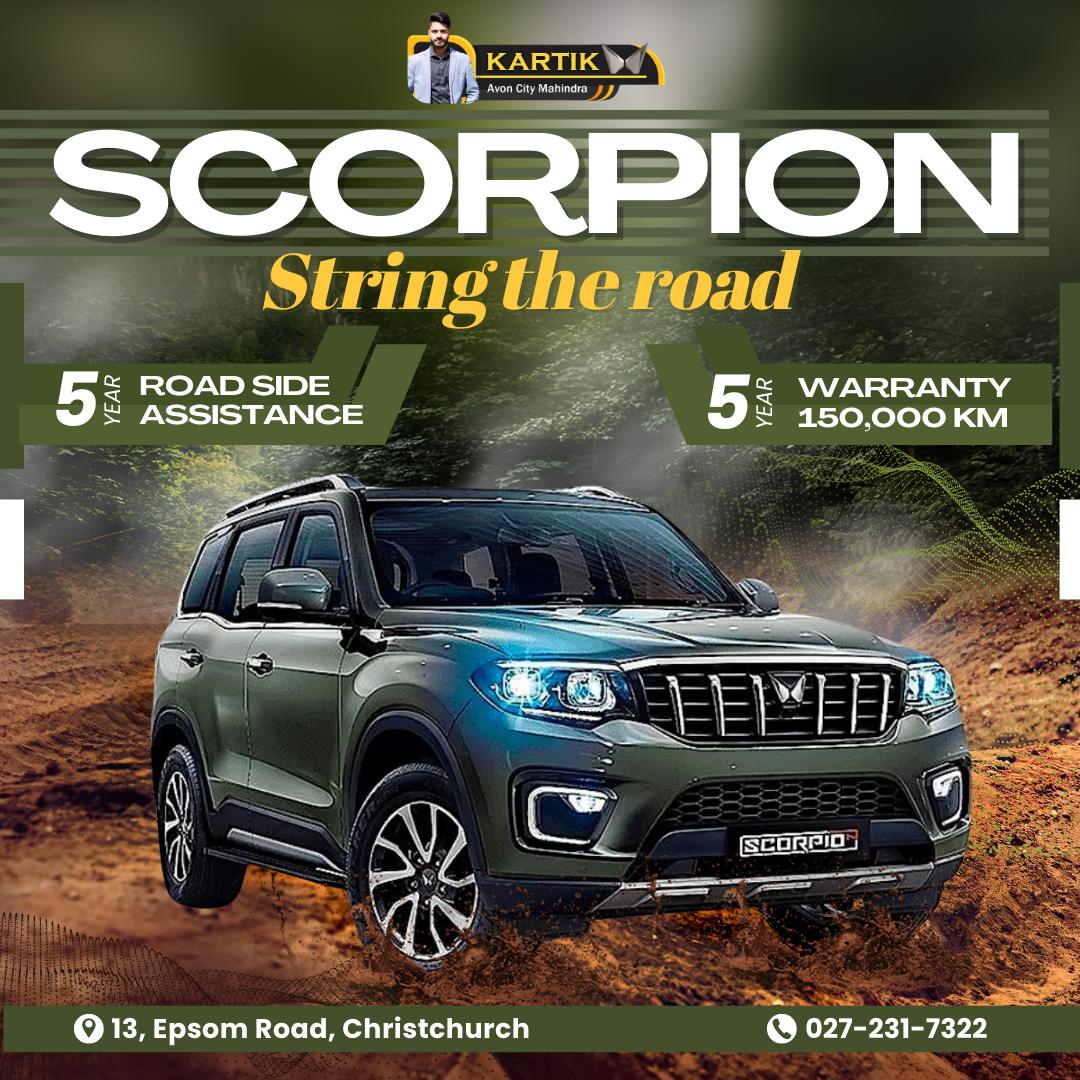 KARTIK
Avon City Mahindra
SCORPION
String the road
5 YEAR ROAD SIDE
ASSISTANCE
5 YEAR WARRANTY
150,000 KM
SCORPIO N
13, Epsom Road, Christchurch
027-231-7322